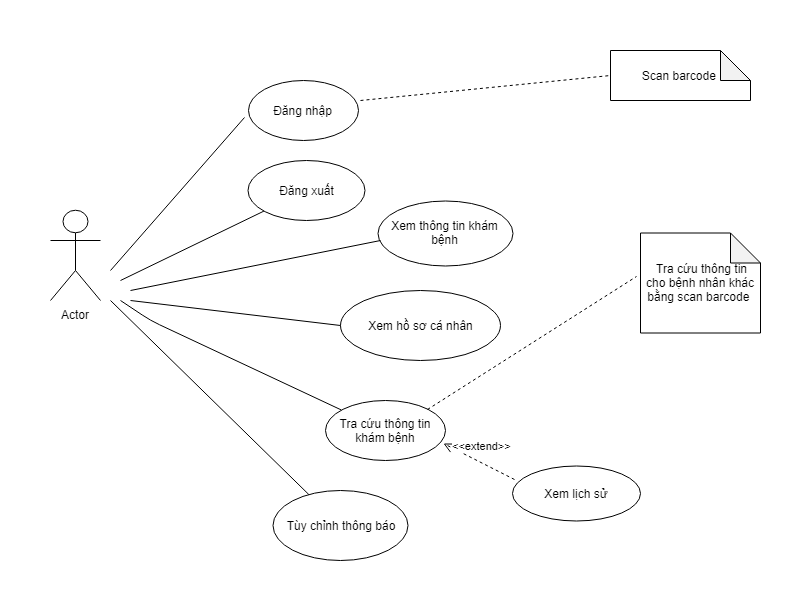 Scan barcode
Đăng nhập
Đăng xuất
Xem thông tin khám
bệnh
Tra cứu thông tin
cho bệnh nhân khác
bằng scan barcode
Actor
Xem hồ sơ cá nhân
Tra cứu thông tin
khám bệnh
<<extend>>
Xem lịch sử
Tùy chỉnh thông báo